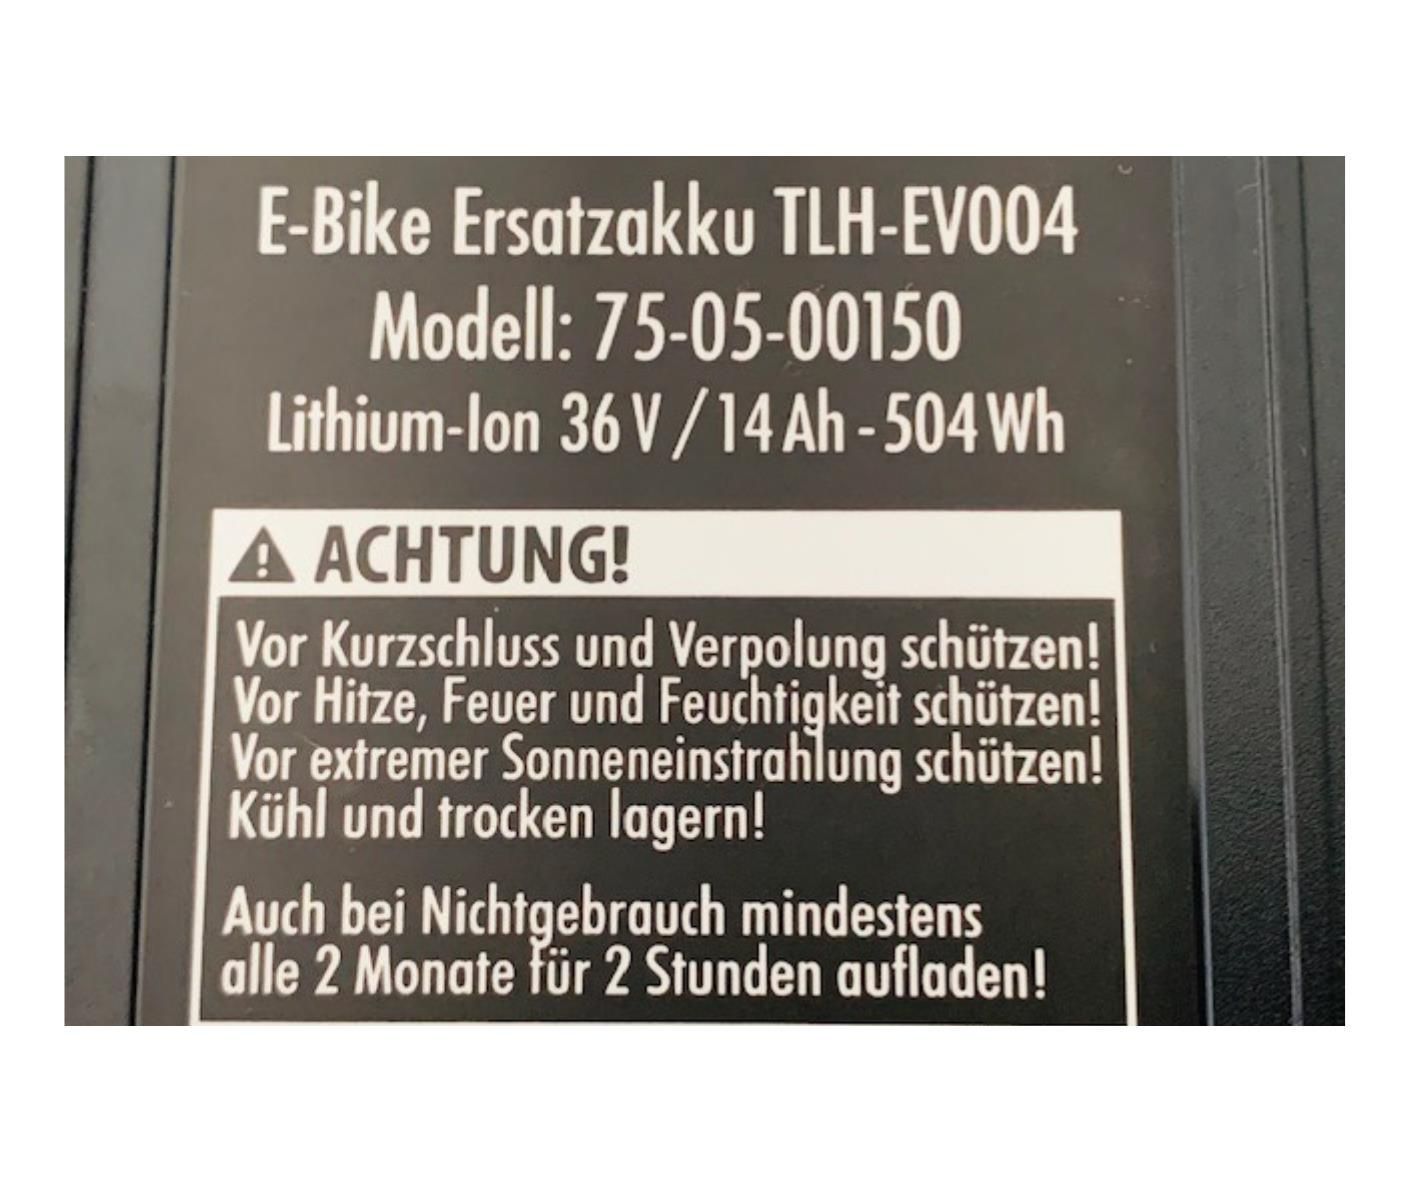 E-Bike Ersatzakku TLH-EV004
Modell: 75-05-00150
Lithium-Ion 36 V / 14 Ah - 504 Wh
ACHTUNG!
Vor Kurzschluss und Verpolung schützen!
Vor Hitze, Feuer und Feuchtigkeit schützen!
Vor extremer Sonneneinstrahlung schützen!
Kühl und trocken lagern!
Auch bei Nichtgebrauch mindestens
alle 2 Monate für 2 Stunden aufladen!